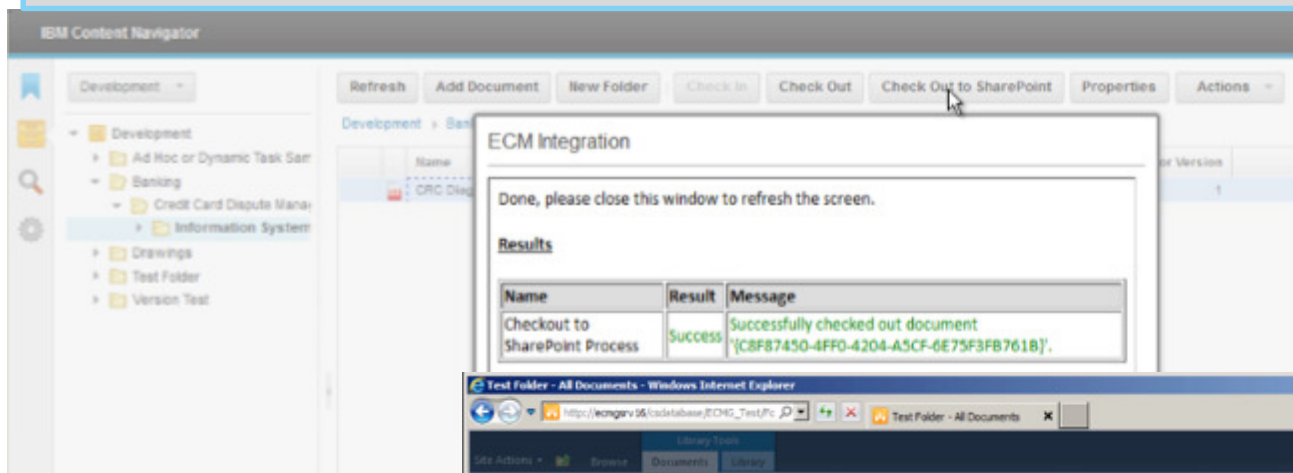 IBM Content Navigator
Development
Refresh Add Document New Folder Check In Check Out Check Out to SharePoint Properties Actions
Development
Ad Hoc or Dynamic Task Sam
Banking
Credit Card Dispute Manag
Information System
Drawings
Test Folder
Version Test
Development › Ban
Name
or Version
CRC Diag
1
ECM Integration
Done, please close this window to refresh the screen.
Results
Name Result Message
Checkout to SharePoint Process Success Successfully checked out document
'{C8F87450-4FF0-4204-A5CF-6E75F3FB761B}'.
Test Folder - All Documents - Windows Internet Explorer
Test Folder - All Documents
Library Tools
Site Actions Browse Documents Library